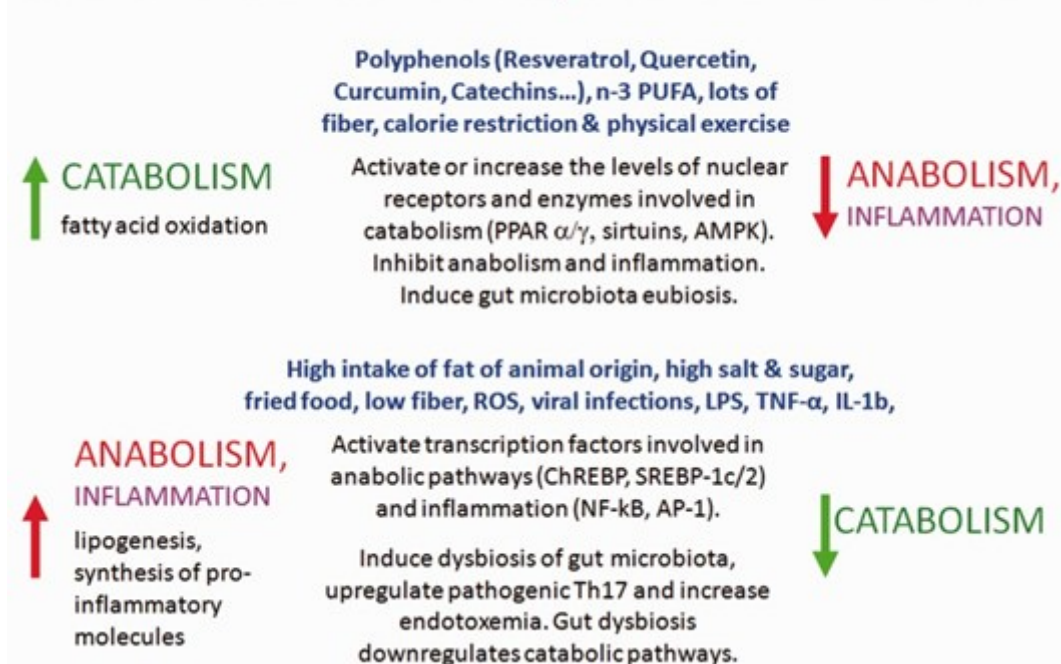 Polyphenols (Resveratrol, Quercetin,
Curcumin, Catechins...), n-3 PUFA, lots of
fiber, calorie restriction & physical exercise
CATABOLISM
fatty acid oxidation
Activate or increase the levels of nuclear
receptors and enzymes involved in
catabolism (PPAR α/γ, sirtuins, AMPK).
Inhibit anabolism and inflammation.
Induce gut microbiota eubiosis.
ANABOLISM,
INFLAMMATION
High intake of fat of animal origin, high salt & sugar,
fried food, low fiber, ROS, viral infections, LPS, TNF-α, IL-1b,
ANABOLISM,
INFLAMMATION
lipogenesis,
synthesis of pro-
inflammatory
molecules
Activate transcription factors involved in
anabolic pathways (ChREBP, SREBP-1c/2)
and inflammation (NF-kB, AP-1).
Induce dysbiosis of gut microbiota,
upregulate pathogenic Th17 and increase
endotoxemia. Gut dysbiosis
downregulates catabolic pathways.
CATABOLISM